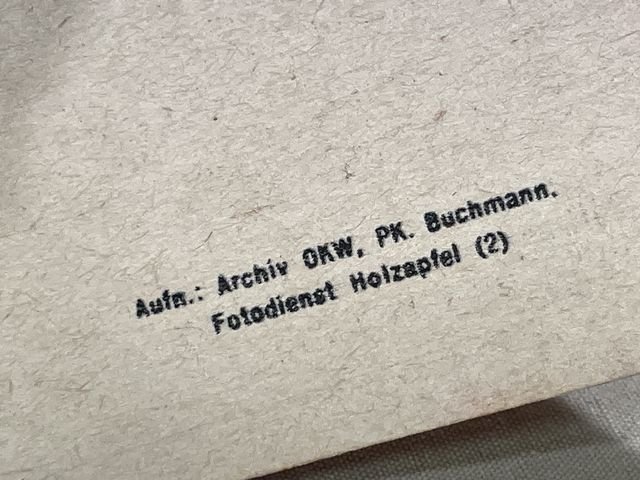 Aufn.: Archiv OKW, PK. Buchmann.
Fotodienst Holzapfel (2)